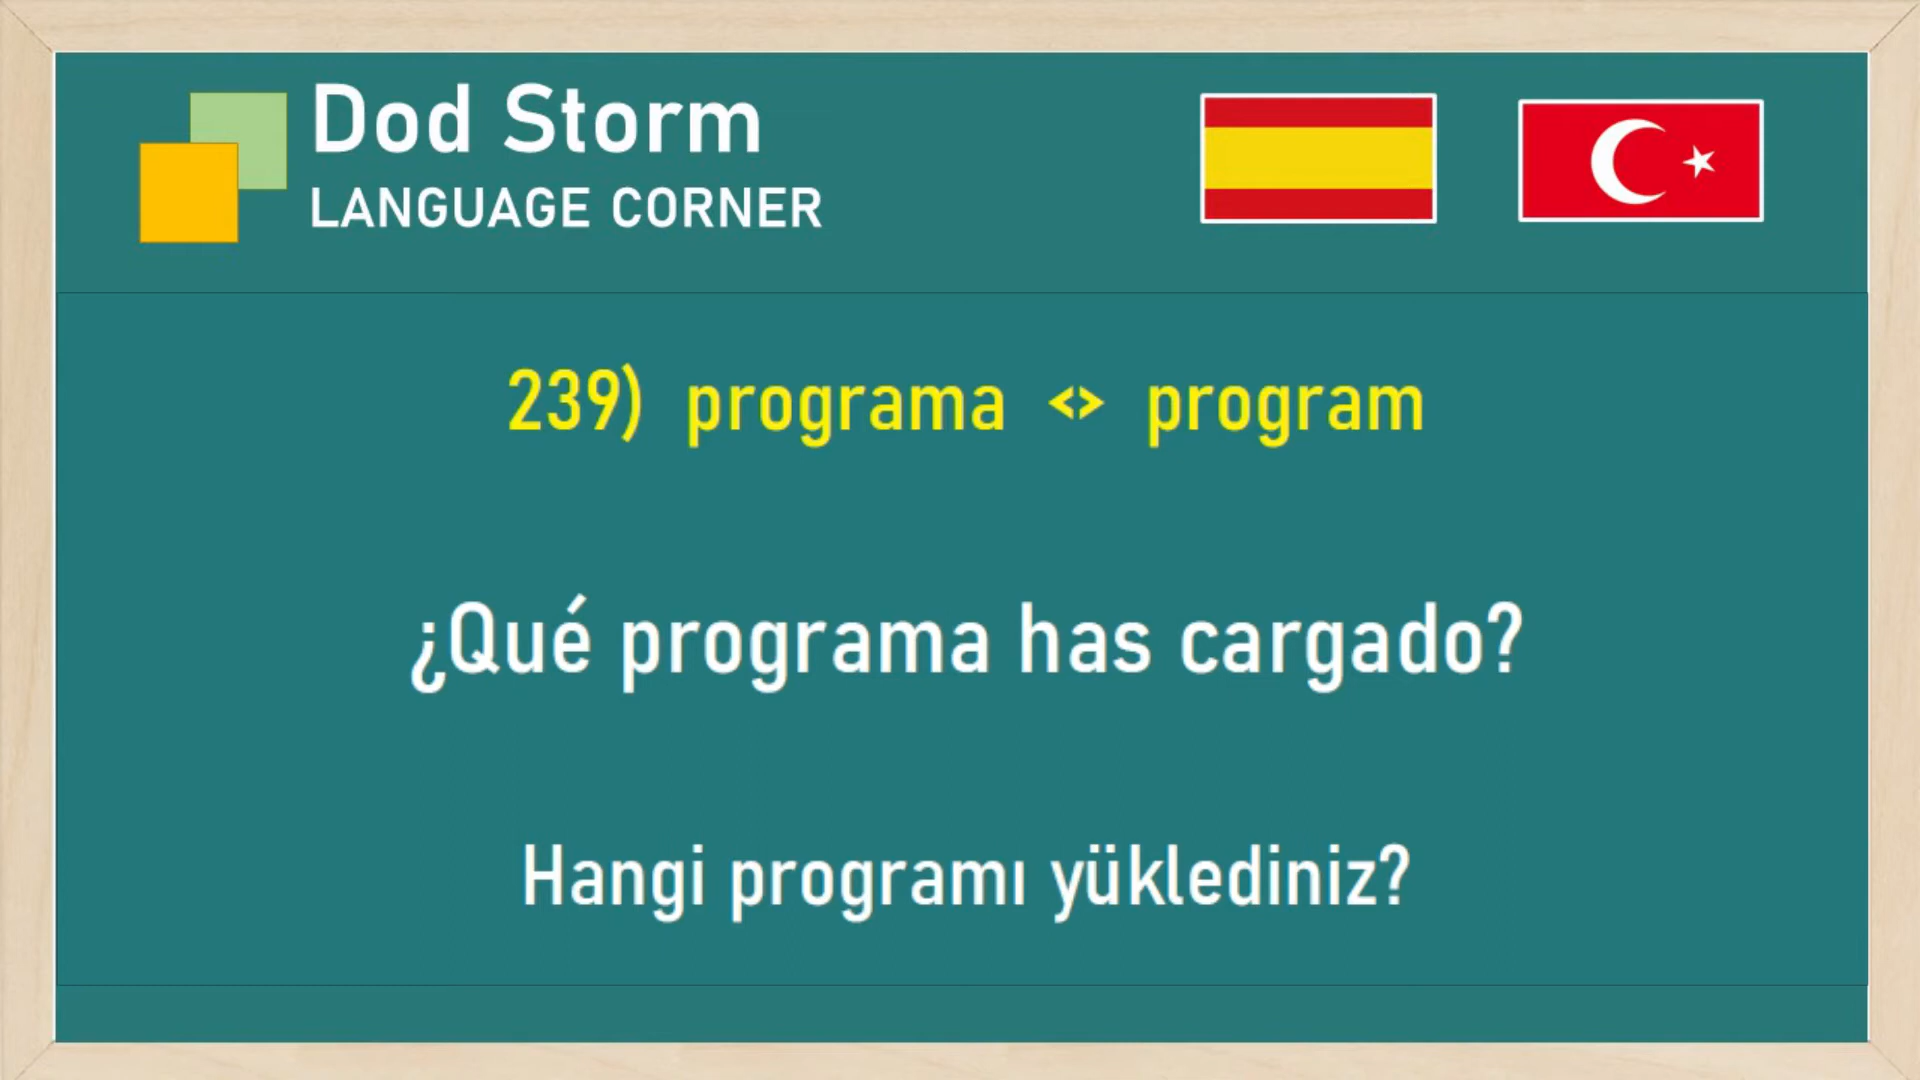 Dod Storm
LANGUAGE CORNER
239) programa <> program
¿Qué programa has cargado?
Hangi programı yüklediniz?